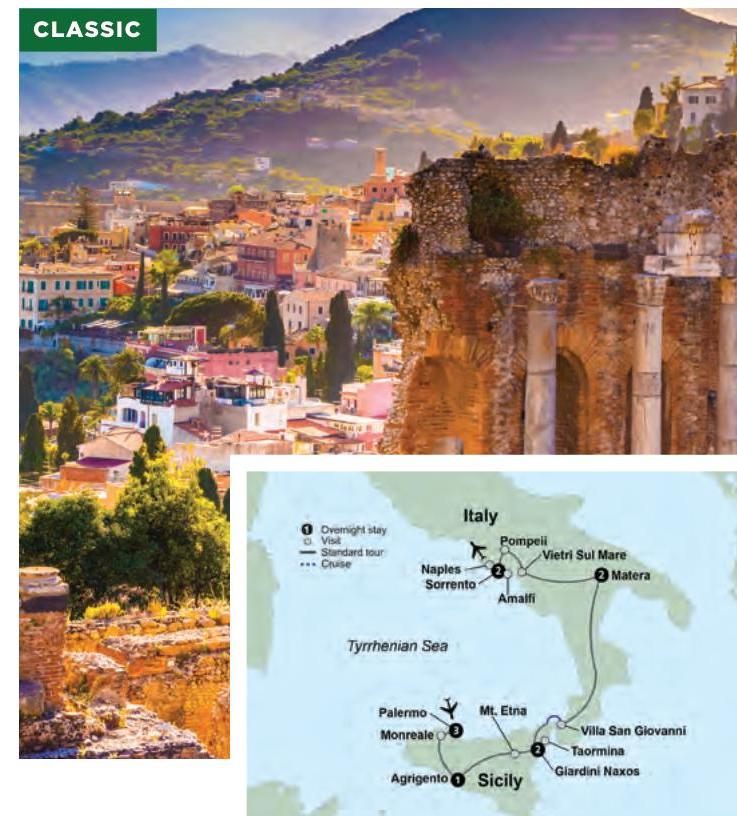 CLASSIC
Italy
1 Overnight stay
Visit
Standard tour
Cruise
Pompeii
Vietri Sul Mare
Naples
2
2 Matera
Sorrento
Amalfi
Tyrrhenian Sea
Palermo
3
Mt. Etna
Monreale
Villa San Giovanni
2
Taormina
Giardini Naxos
Agrigento 1
Sicily